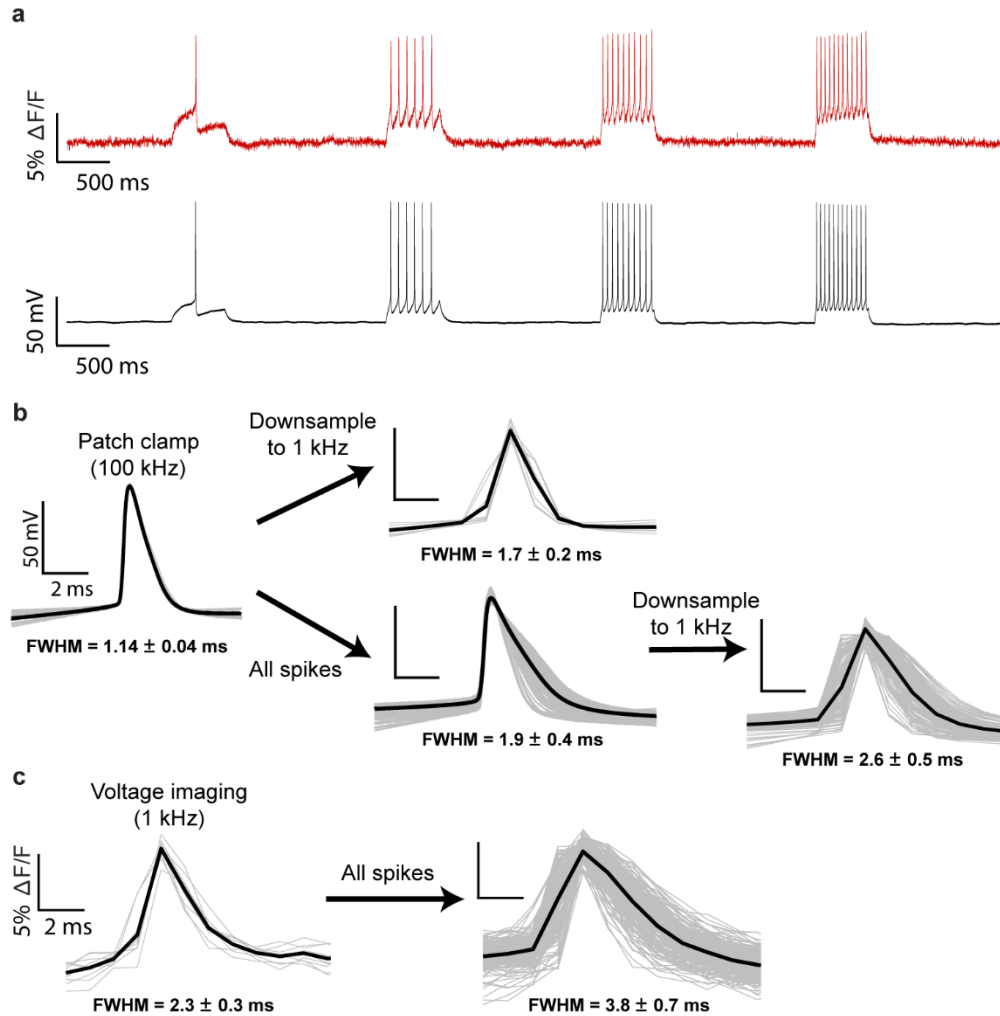 a
5% ΔF/F
500 ms
50 mV
500 ms
b
Patch clamp
(100 kHz)
50 mV
2 ms
FWHM = 1.14 ± 0.04 ms
Downsample
to 1 kHz
FWHM = 1.7 ± 0.2 ms
All spikes
FWHM = 1.9 ± 0.4 ms
Downsample
to 1 kHz
FWHM = 2.6 ± 0.5 ms
c
Voltage imaging
(1 kHz)
5% ΔF/F
2 ms
FWHM = 2.3 ± 0.3 ms
All spikes
FWHM = 3.8 ± 0.7 ms